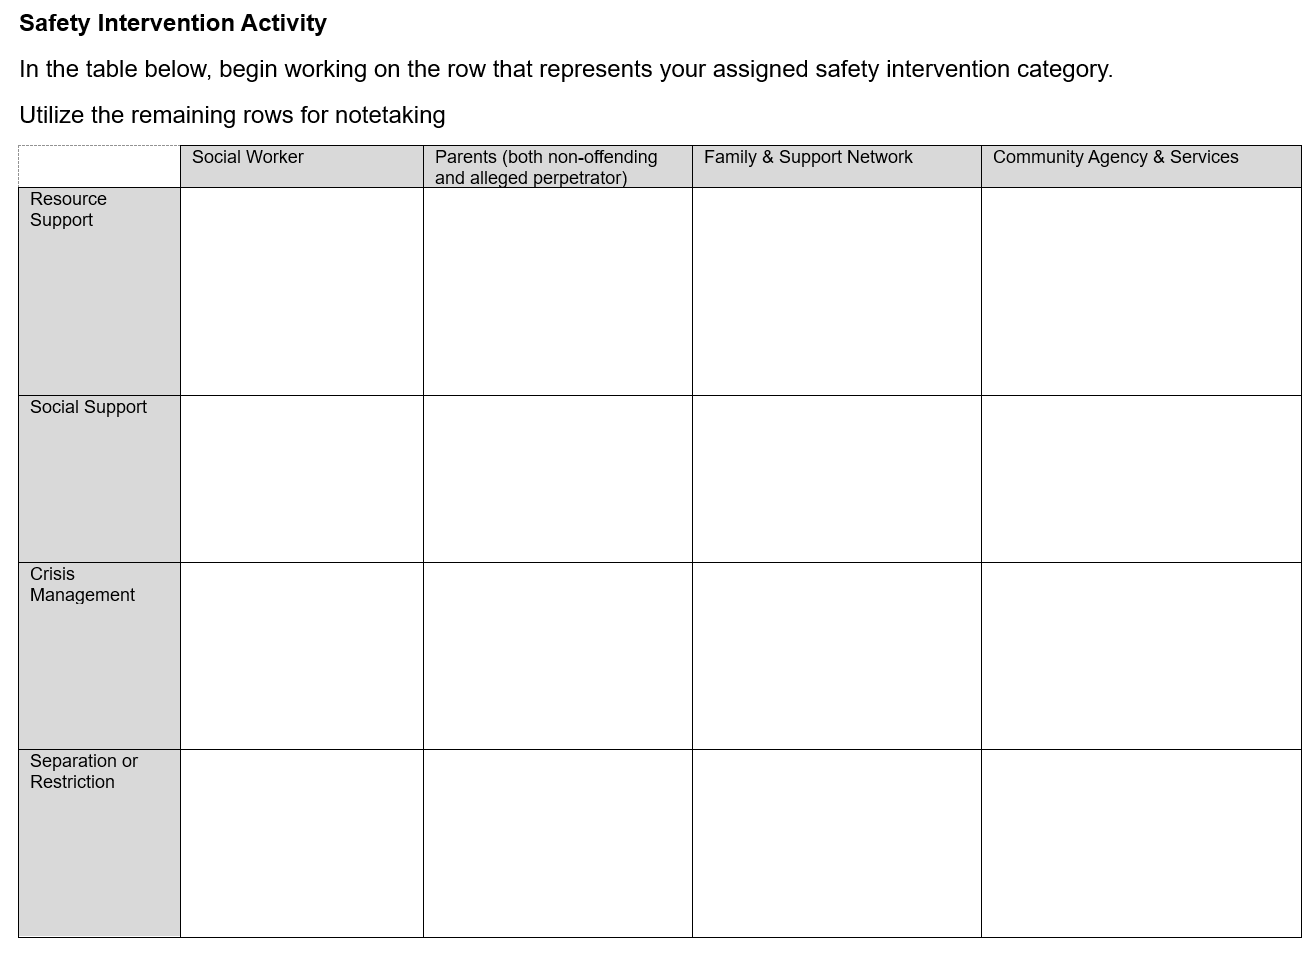 Safety Intervention Activity
In the table below, begin working on the row that represents your assigned safety intervention category.
Utilize the remaining rows for notetaking
Social Worker
Parents (both non-offending
and alleged perpetrator)
Family & Support Network
Community Agency & Services
Resource
Support
Social Support
Crisis
Management
Separation or
Restriction